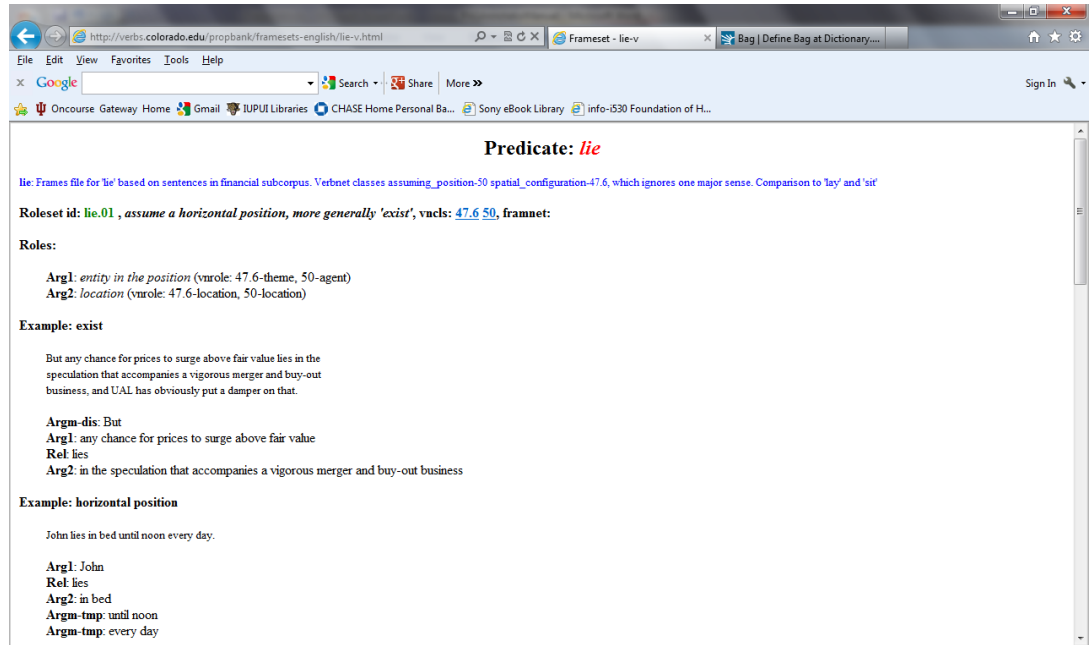 http://verbs.colorado.edu/propbank/framesets-english/lie-v.html
Frameset - lie-v
Bag | Define Bag at Dictionary....
File Edit View Favorites Tools Help
x Google Search Share More »
Sign In
Oncourse Gateway Home Gmail IUPUI Libraries CHASE Home Personal Ba... Sony eBook Library info-i530 Foundation of H...
Predicate: lie
lie: Frames file for 'lie' based on sentences in financial subcorpus. Verbnet classes assuming_position-50 spatial_configuration-47.6, which ignores one major sense. Comparison to 'lay' and 'sit'
Roleset id: lie.01 , assume a horizontal position, more generally 'exist', vncls: 47.6 50, framnet:
Roles:
Arg1: entity in the position (vnrole: 47.6-theme, 50-agent)
Arg2: location (vnrole: 47.6-location, 50-location)
Example: exist
But any chance for prices to surge above fair value lies in the
speculation that accompanies a vigorous merger and buy-out
business, and UAL has obviously put a damper on that.
Argm-dis: But
Arg1: any chance for prices to surge above fair value
Rel: lies
Arg2: in the speculation that accompanies a vigorous merger and buy-out business
Example: horizontal position
John lies in bed until noon every day.
Arg1: John
Rel: lies
Arg2: in bed
Argm-tmp: until noon
Argm-tmp: every day